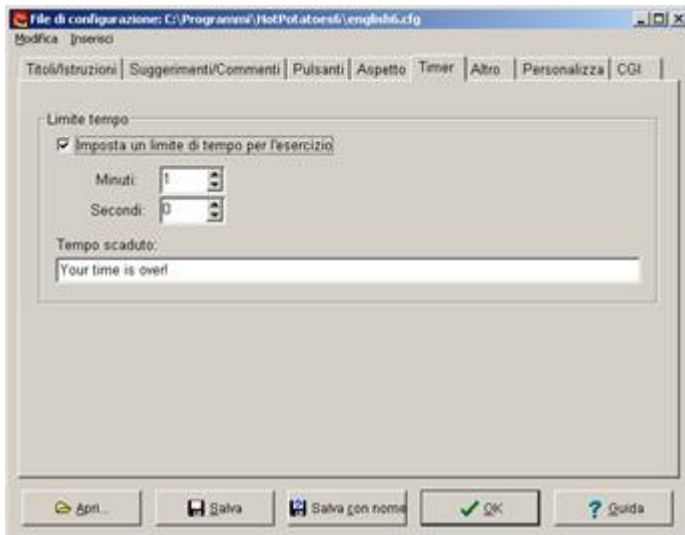 File di configurazione: C:\Programmi\HotPotatoes6\english6.cfg
Modifica Inserisci
Titoli/Istruzioni Suggerimenti/Commenti Pulsanti Aspetto Timer Altro Personalizza CGI
Limite tempo
Imposta un limite di tempo per l'esercizio
Minuti: 1
Secondi: 0
Tempo scaduto:
Your time is over!
Apri... Salva Salva con nome OK Guida